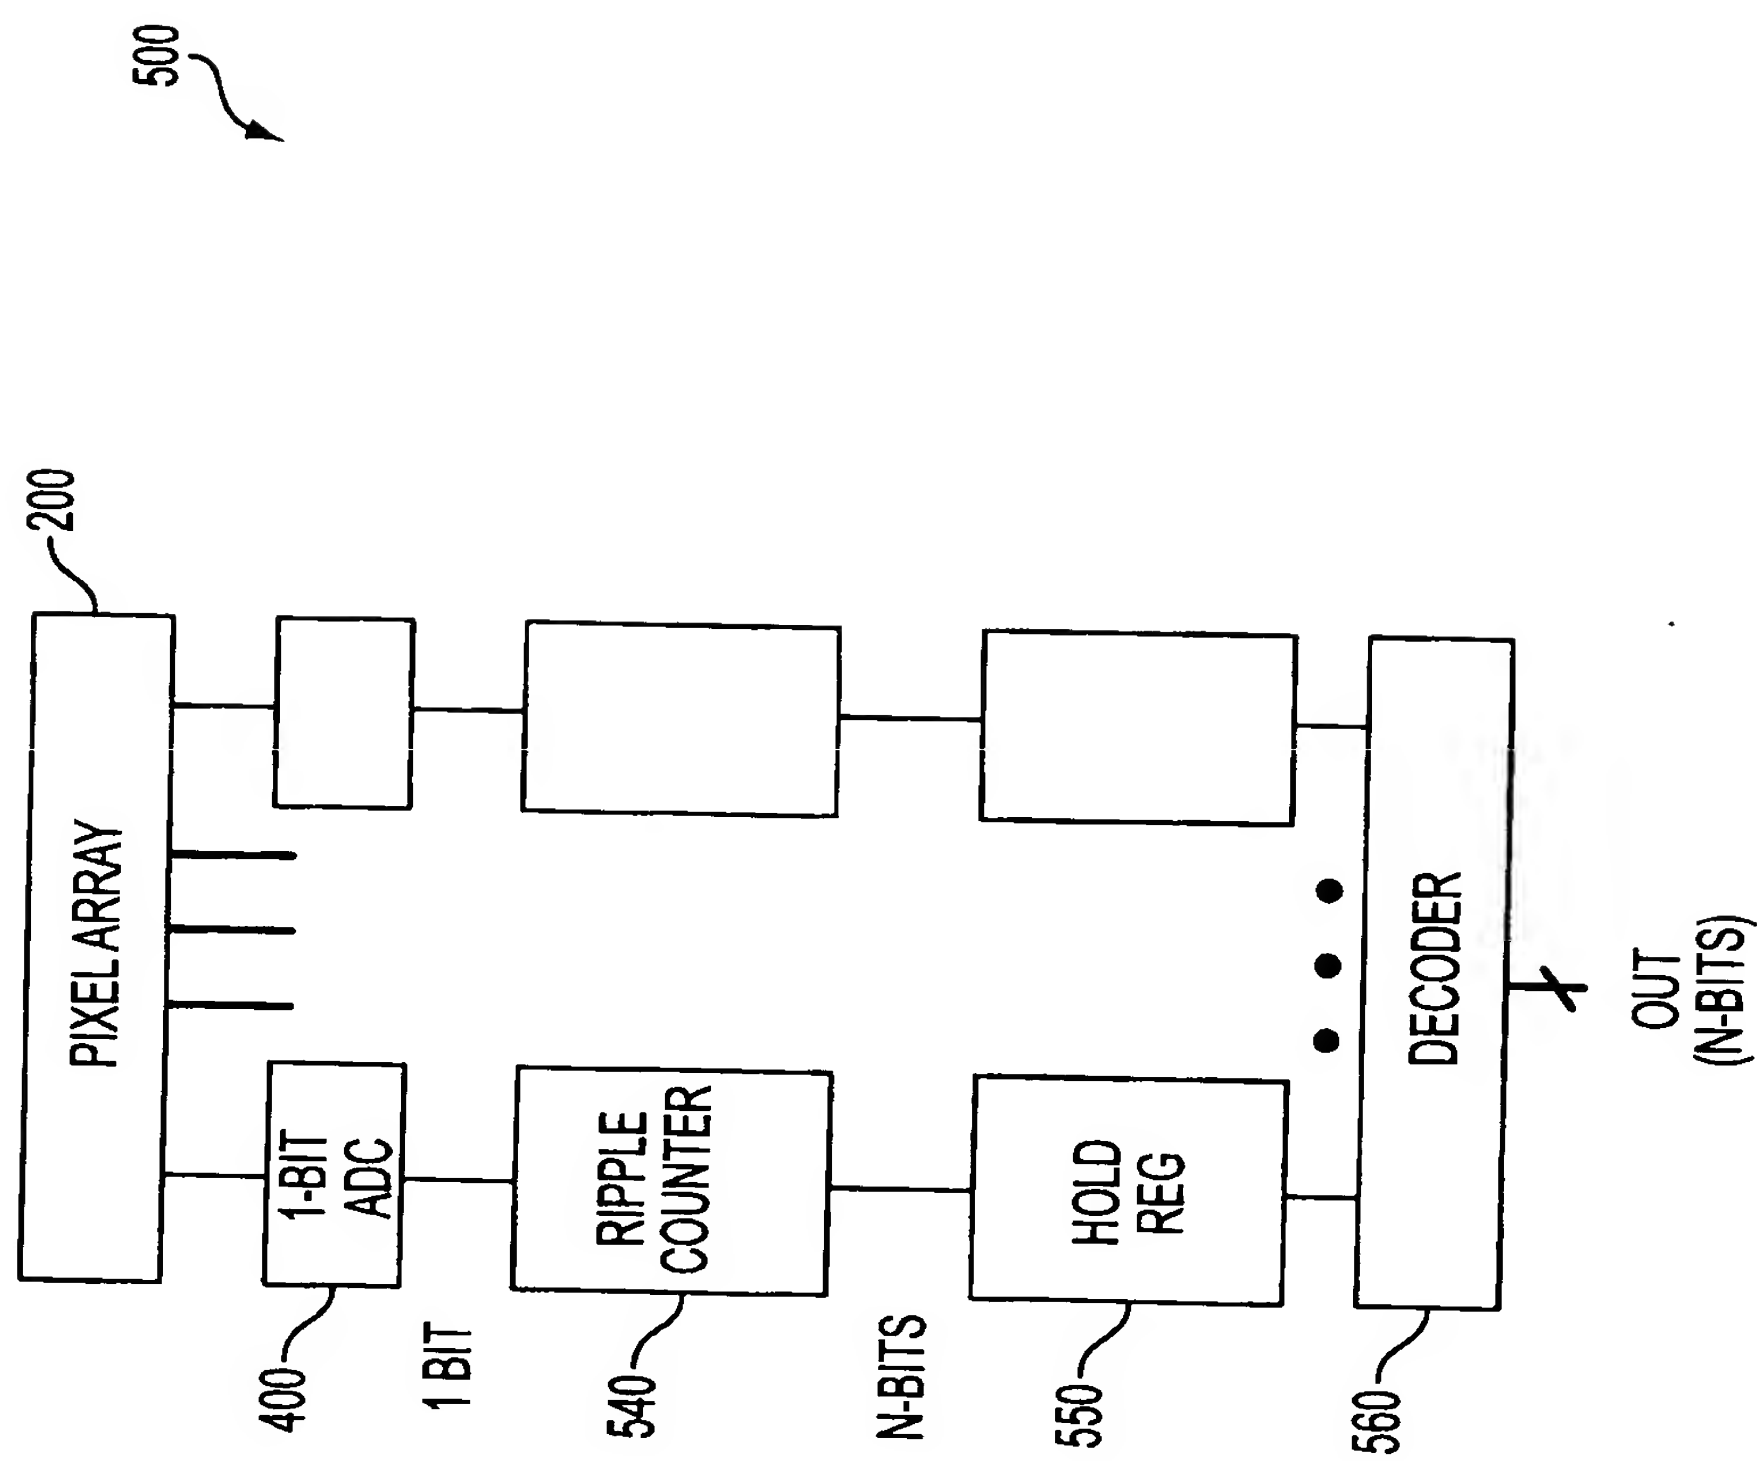 500
200
PIXEL ARRAY
400
1-BIT
ADC
1 BIT
540
RIPPLE
COUNTER
N-BITS
550
HOLD
REG
560
DECODER
OUT
(N-BITS)